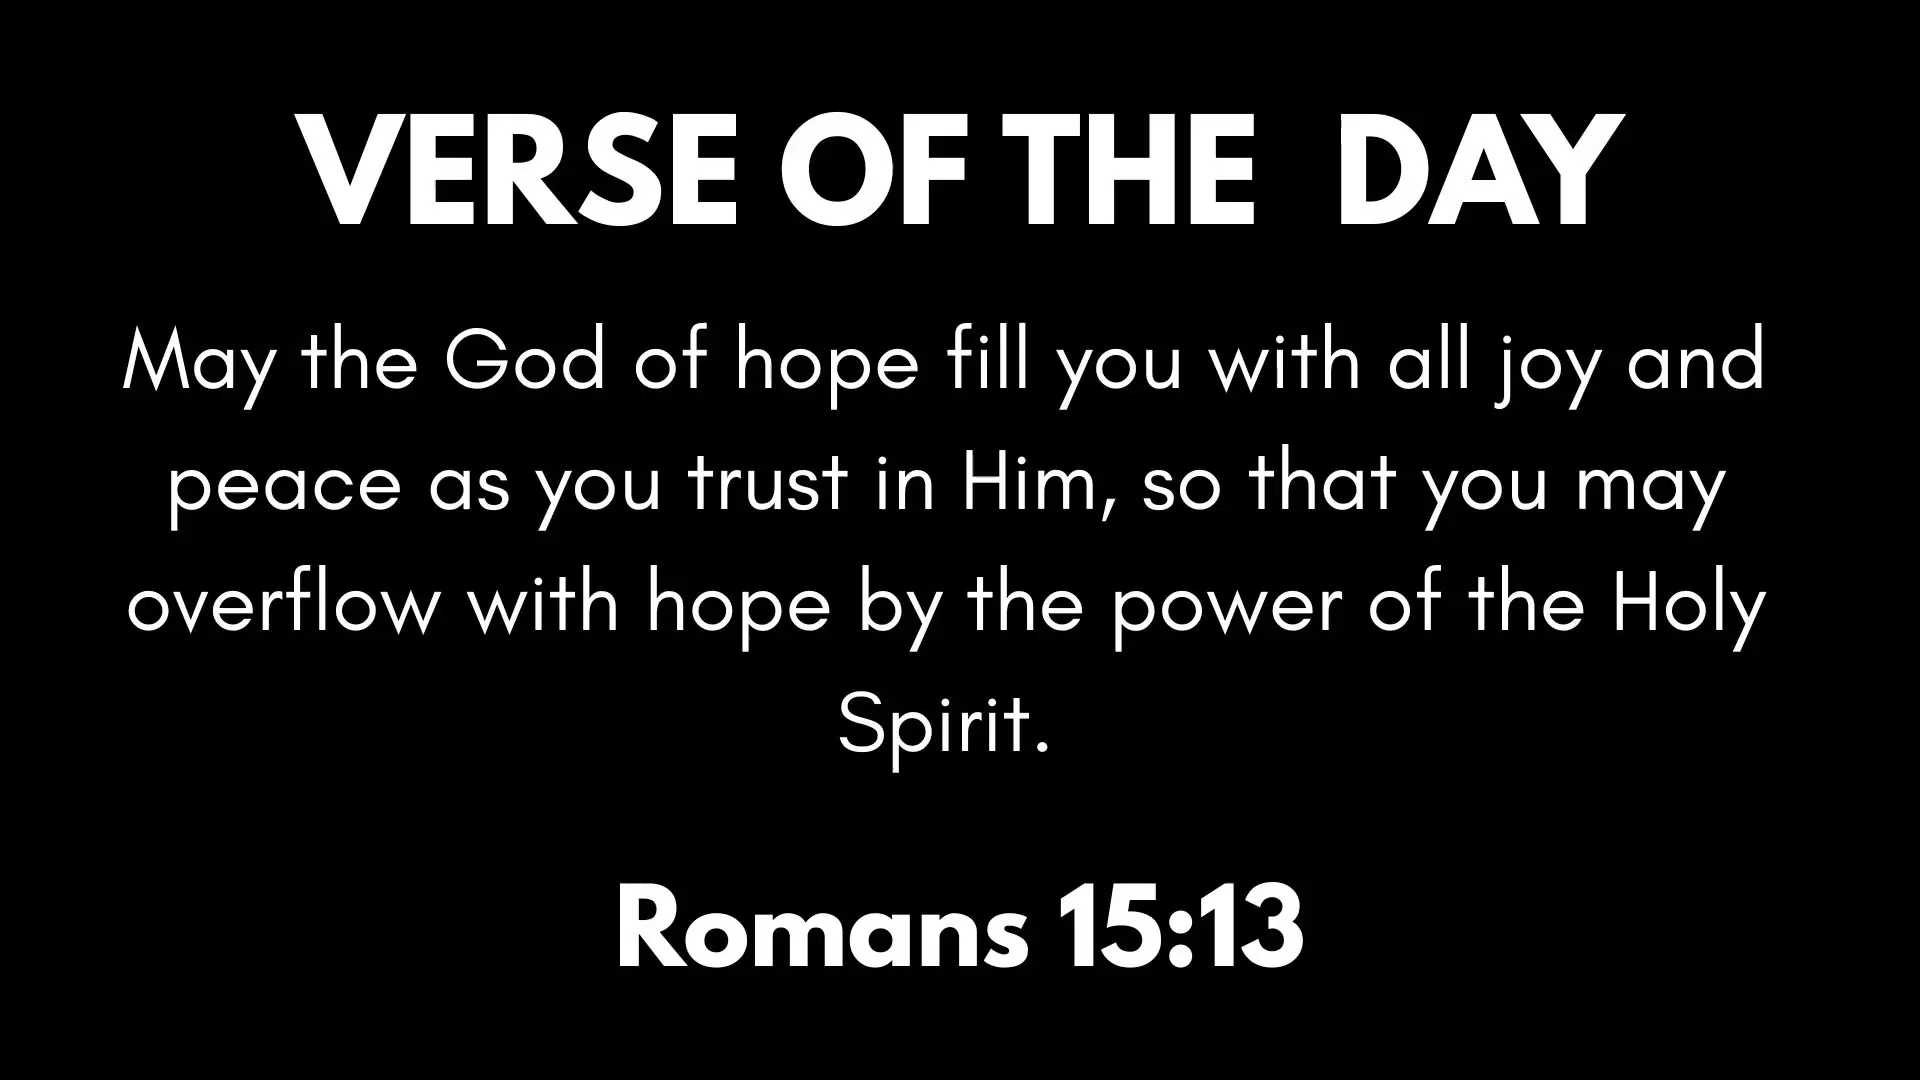 VERSE OF THE  DAY
May the God of hope fill you with all joy and
peace as you trust in Him, so that you may
overflow with hope by the power of the Holy
Spirit.
Romans 15:13